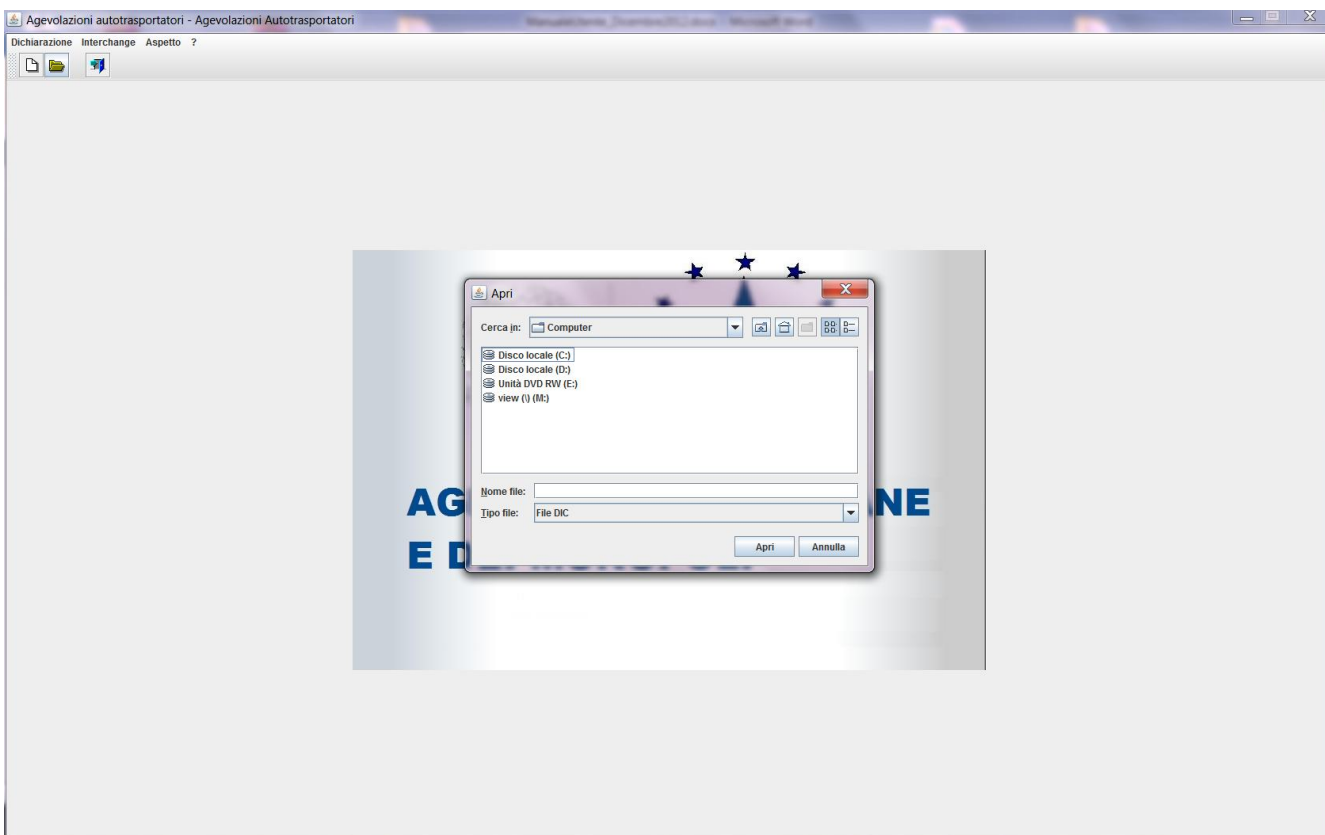 Agevolazioni autotrasportatori - Agevolazioni Autotrasportatori
Dichiarazione Interchange Aspetto ?
Apri
Cerca in: Computer
Disco locale (C:)
Disco locale (D:)
Unità DVD RW (E:)
view (\) (M:)
Nome file:
Tipo file: File DIC
Apri Annulla
AG NE
E D